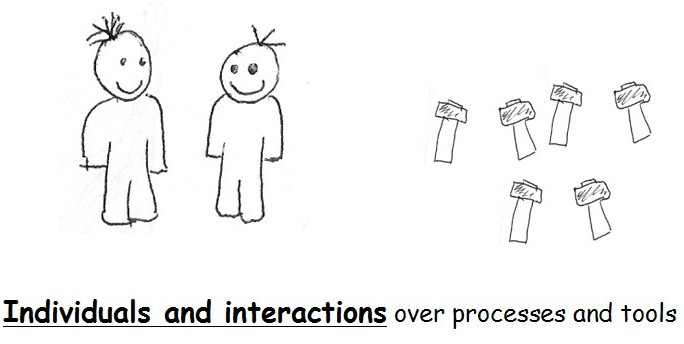 Individuals and interactions over processes and tools